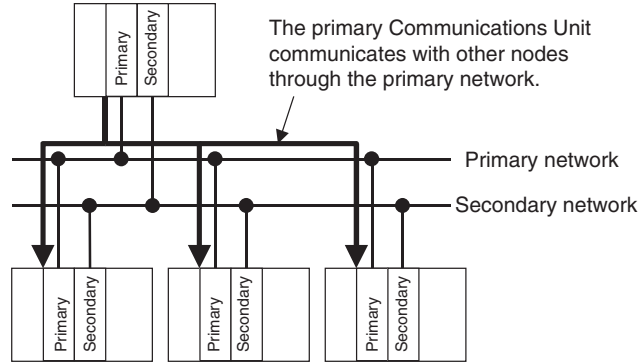 Primary
Secondary
The primary Communications Unit
communicates with other nodes
through the primary network.
Primary network
Secondary network
Primary
Secondary
Primary
Secondary
Primary
Secondary